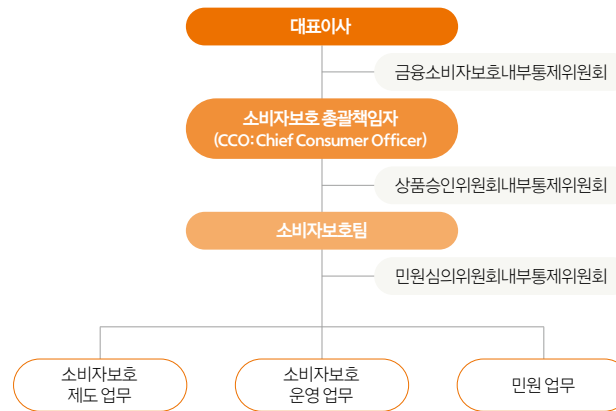 대표이사
금융소비자보호내부통제위원회
소비자보호 총괄책임자
(CCO: Chief Consumer Officer)
상품승인위원회내부통제위원회
소비자보호팀
민원심의위원회내부통제위원회
소비자보호
제도 업무
소비자보호
운영 업무
민원 업무